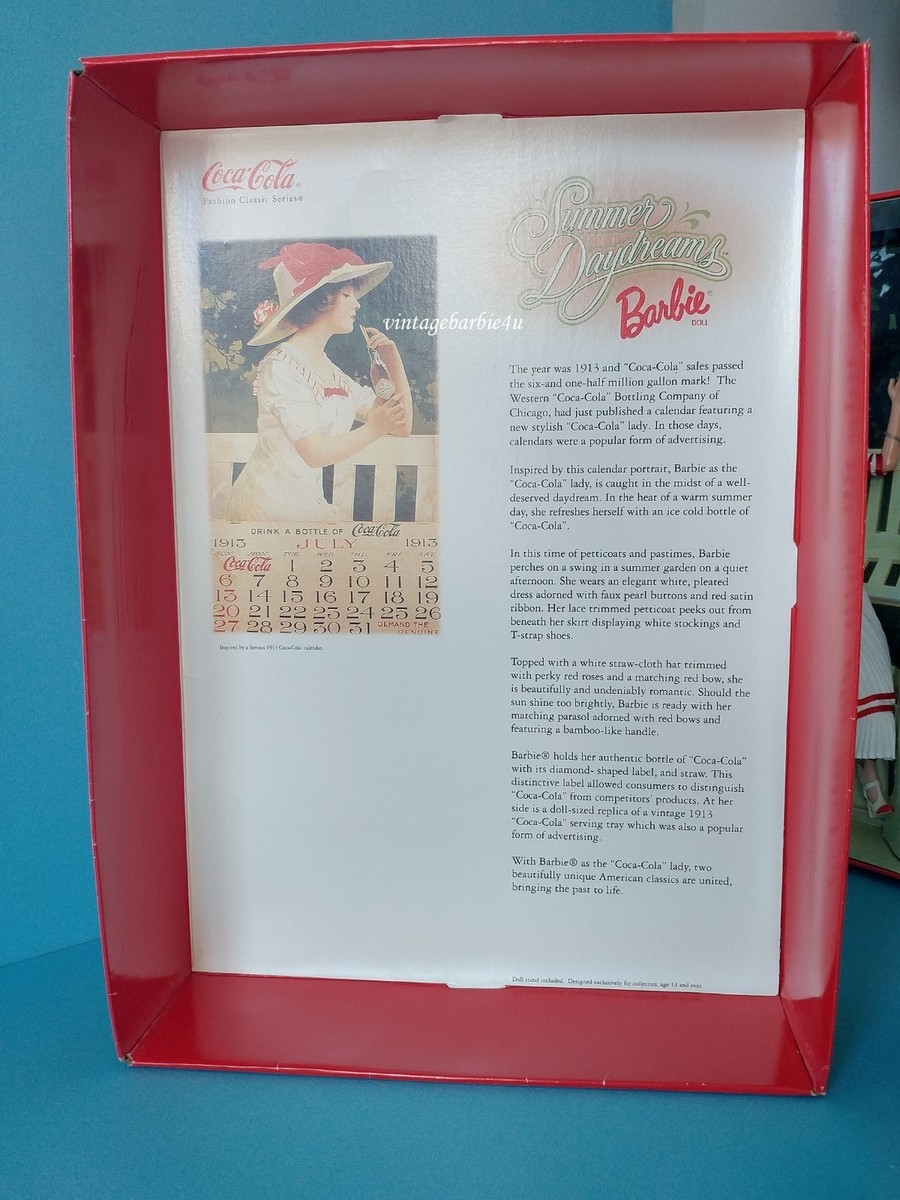 Coca-Cola®
Fashion Classic Series®
vintagebarbie4u
DRINK A BOTTLE OF Coca-Cola
1913 JULY 1913
SUN. MON. TUE. WED. THU. FRI. SAT.
Coca-Cola 1 2 3 4 5
6 7 8 9 10 11 12
13 14 15 16 17 18 19
20 21 22 23 24 25 26
27 28 29 30 31 DEMAND THE
GENUINE
Inspired by a famous 1913 Coca-Cola calendar.
Summer
Daydreams™
Barbie®
DOLL
The year was 1913 and “Coca-Cola” sales passed
the six-and one-half million gallon mark! The
Western “Coca-Cola” Bottling Company of
Chicago, had just published a calendar featuring a
new stylish “Coca-Cola” lady. In those days,
calendars were a popular form of advertising.
Inspired by this calendar portrait, Barbie as the
“Coca-Cola” lady, is caught in the midst of a well-
deserved daydream. In the heat of a warm summer
day, she refreshes herself with an ice cold bottle of
“Coca-Cola”.
In this time of petticoats and pastimes, Barbie
perches on a swing in a summer garden on a quiet
afternoon. She wears an elegant white, pleated
dress adorned with faux pearl buttons and red satin
ribbon. Her lace trimmed petticoat peeks out from
beneath her skirt displaying white stockings and
T-strap shoes.
Topped with a white straw-cloth hat trimmed
with perky red roses and a matching red bow, she
is beautifully and undeniably romantic. Should the
sun shine too brightly, Barbie is ready with her
matching parasol adorned with red bows and
featuring a bamboo-like handle.
Barbie® holds her authentic bottle of “Coca-Cola”
with its diamond- shaped label, and straw. This
distinctive label allowed consumers to distinguish
“Coca-Cola” from competitors’ products. At her
side is a doll-sized replica of a vintage 1913
“Coca-Cola” serving tray which was also a popular
form of advertising.
With Barbie® as the “Coca-Cola” lady, two
beautifully unique American classics are united,
bringing the past to life.
Doll stand included. Designed exclusively for collectors, age 14 and over.